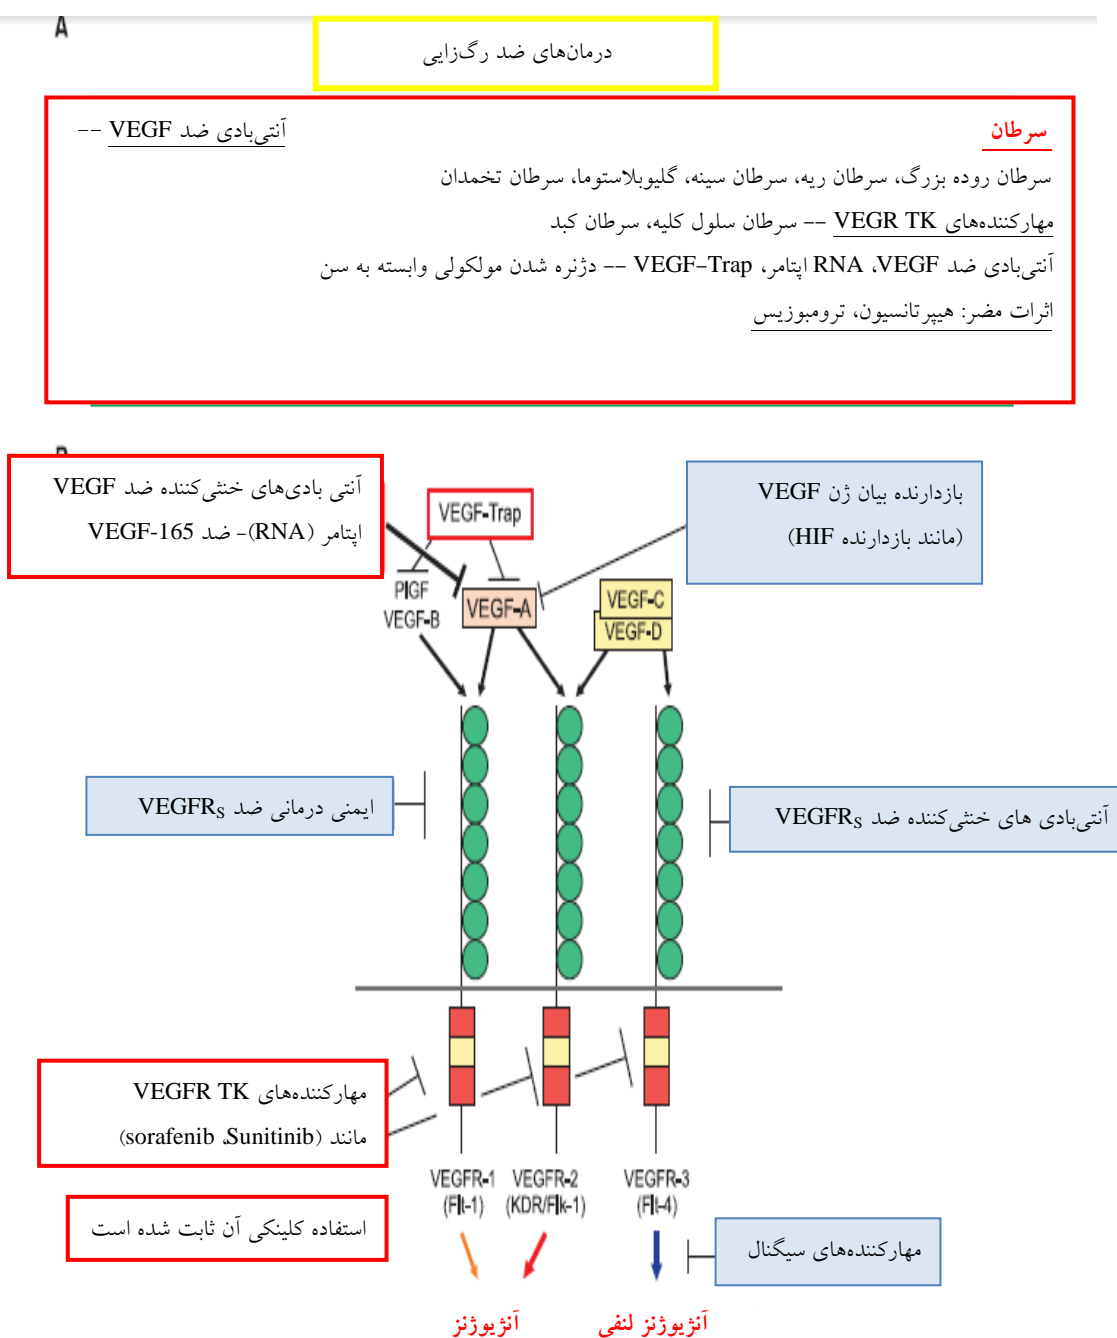 A
درمان‌های ضد رگ‌زایی
سرطان
آنتی‌بادی ضد VEGF --
سرطان روده بزرگ، سرطان ریه، سرطان سینه، گلیوبلاستوما، سرطان تخمدان
مهارکننده‌های VEGR TK -- سرطان سلول کلیه، سرطان کبد
آنتی‌بادی ضد VEGF، RNA اپتامر، VEGF-Trap -- دژنره شدن مولکولی وابسته به سن
اثرات مضر: هیپرتانسیون، ترومبوزیس
آنتی بادی‌های خنثی‌کننده ضد VEGF
اپتامر (RNA)- ضد VEGF-165
VEGF-Trap
بازدارنده بیان ژن VEGF
(مانند بازدارنده HIF)
PlGF
VEGF-B
VEGF-A
VEGF-C
VEGF-D
ایمنی درمانی ضد VEGFRs
آنتی‌بادی های خنثی‌کننده ضد VEGFRs
مهارکننده‌های VEGFR TK
مانند (sorafenib ،Sunitinib)
VEGFR-1
(Flt-1)
VEGFR-2
(KDR/Flk-1)
VEGFR-3
(Flt-4)
استفاده کلینکی آن ثابت شده است
مهارکننده‌های سیگنال
آنژیوژنز
آنژیوژنز لنفی